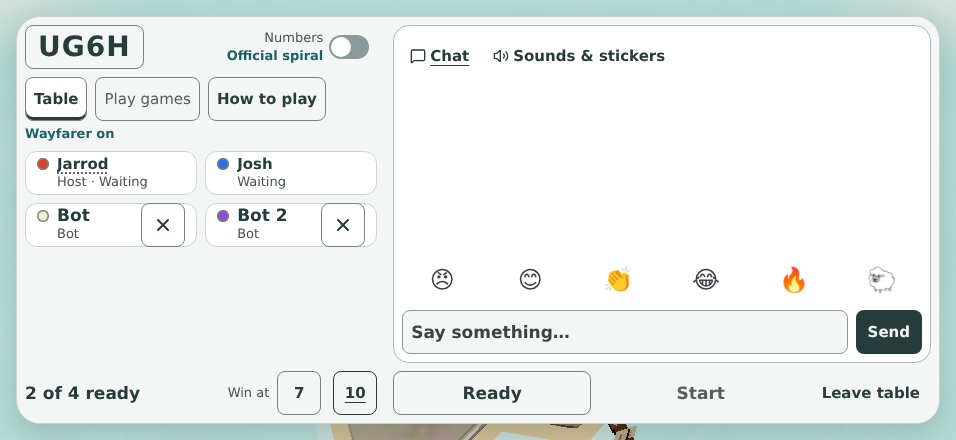 UG6H
Numbers
Official spiral
Table
Play games
How to play
Wayfarer on
Jarrod
Host · Waiting
Josh
Waiting
Bot
Bot
Bot 2
Bot
2 of 4 ready
Win at
7
10
Chat
Sounds & stickers
Say something…
Send
Ready
Start
Leave table